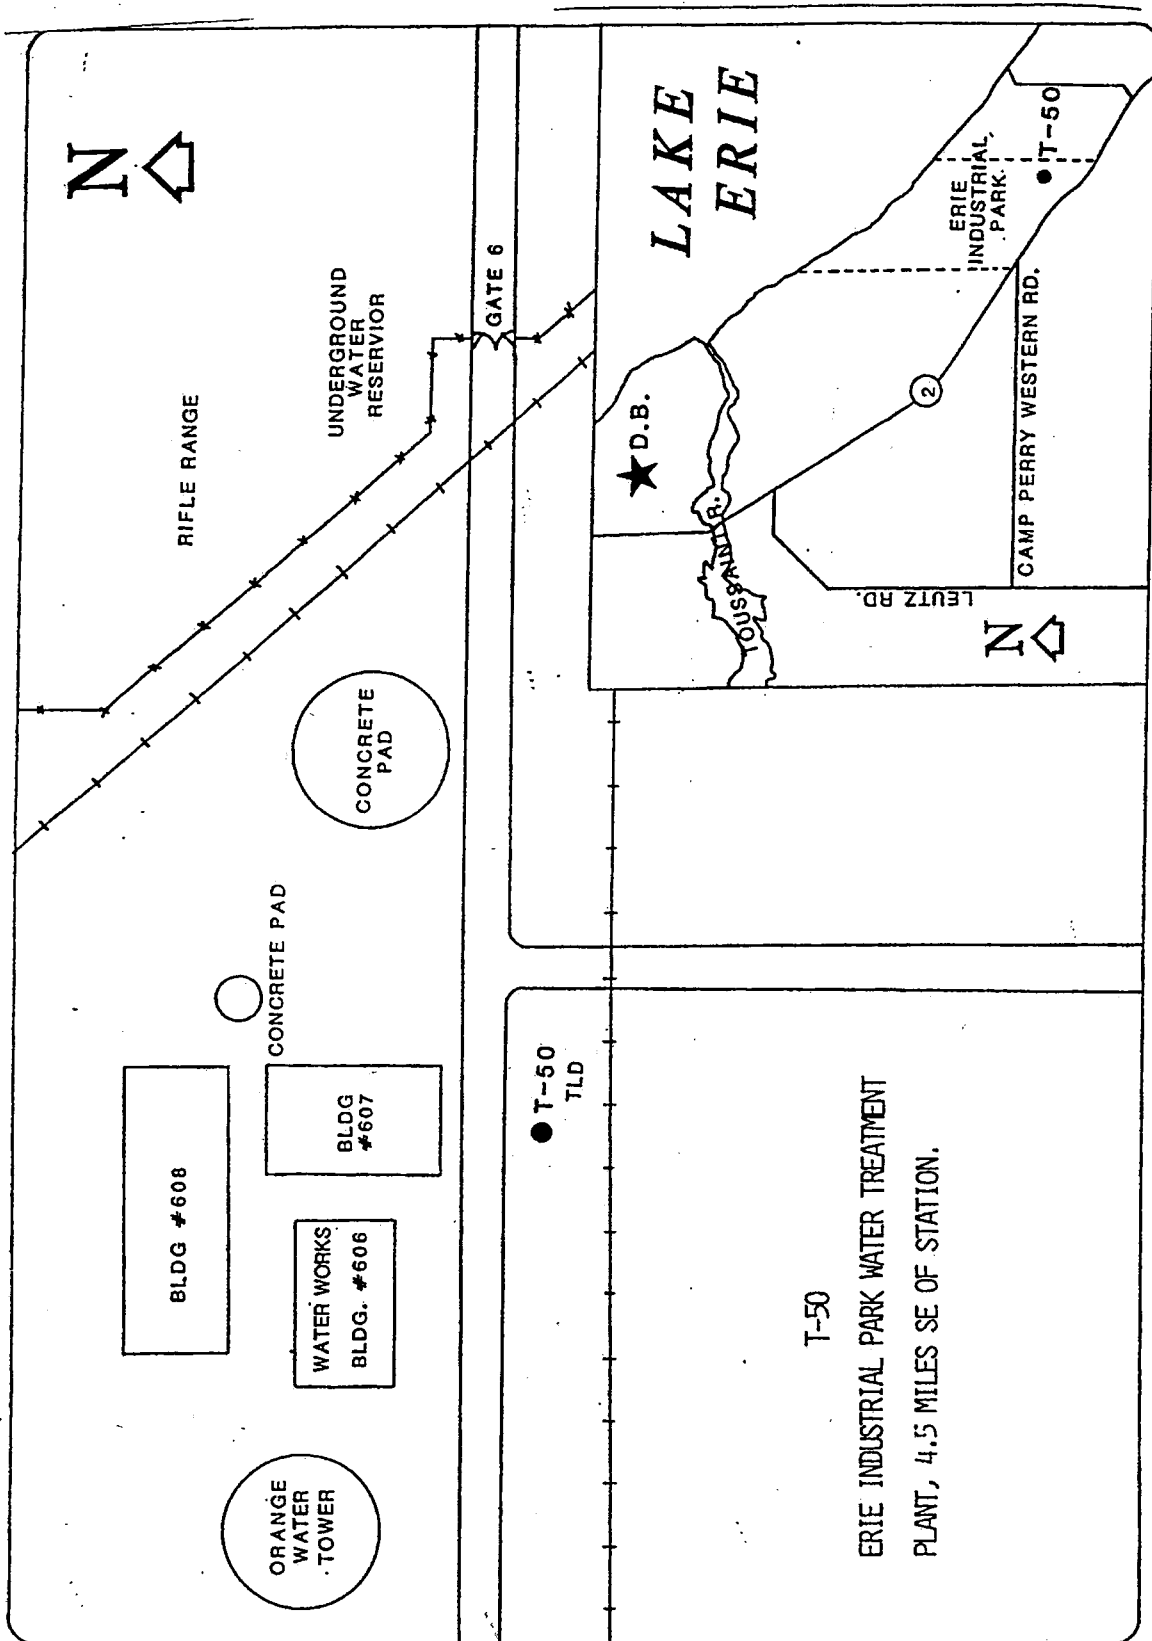 N
RIFLE RANGE
UNDERGROUND
WATER
RESERVIOR
GATE 6
CONCRETE
PAD
CONCRETE PAD
BLDG #608
BLDG
#607
WATER WORKS
BLDG. #606
ORANGE
WATER
TOWER
T-50
TLD
LAKE
ERIE
D.B.
TOUSSAINT R.
ERIE
INDUSTRIAL
PARK
T-50
2
CAMP PERRY WESTERN RD.
LEUTZ RD.
N
T-50
ERIE INDUSTRIAL PARK WATER TREATMENT
PLANT, 4.5 MILES SE OF STATION.